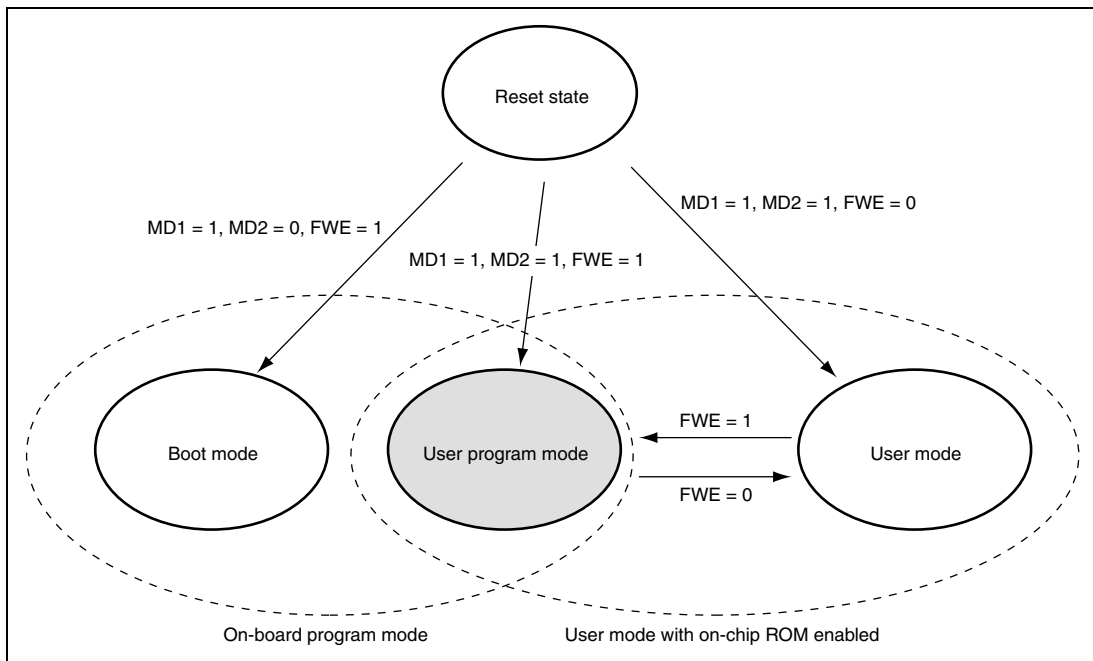 Reset state
MD1 = 1, MD2 = 0, FWE = 1
MD1 = 1, MD2 = 1, FWE = 1
MD1 = 1, MD2 = 1, FWE = 0
Boot mode
User program mode
FWE = 1
FWE = 0
User mode
On-board program mode
User mode with on-chip ROM enabled